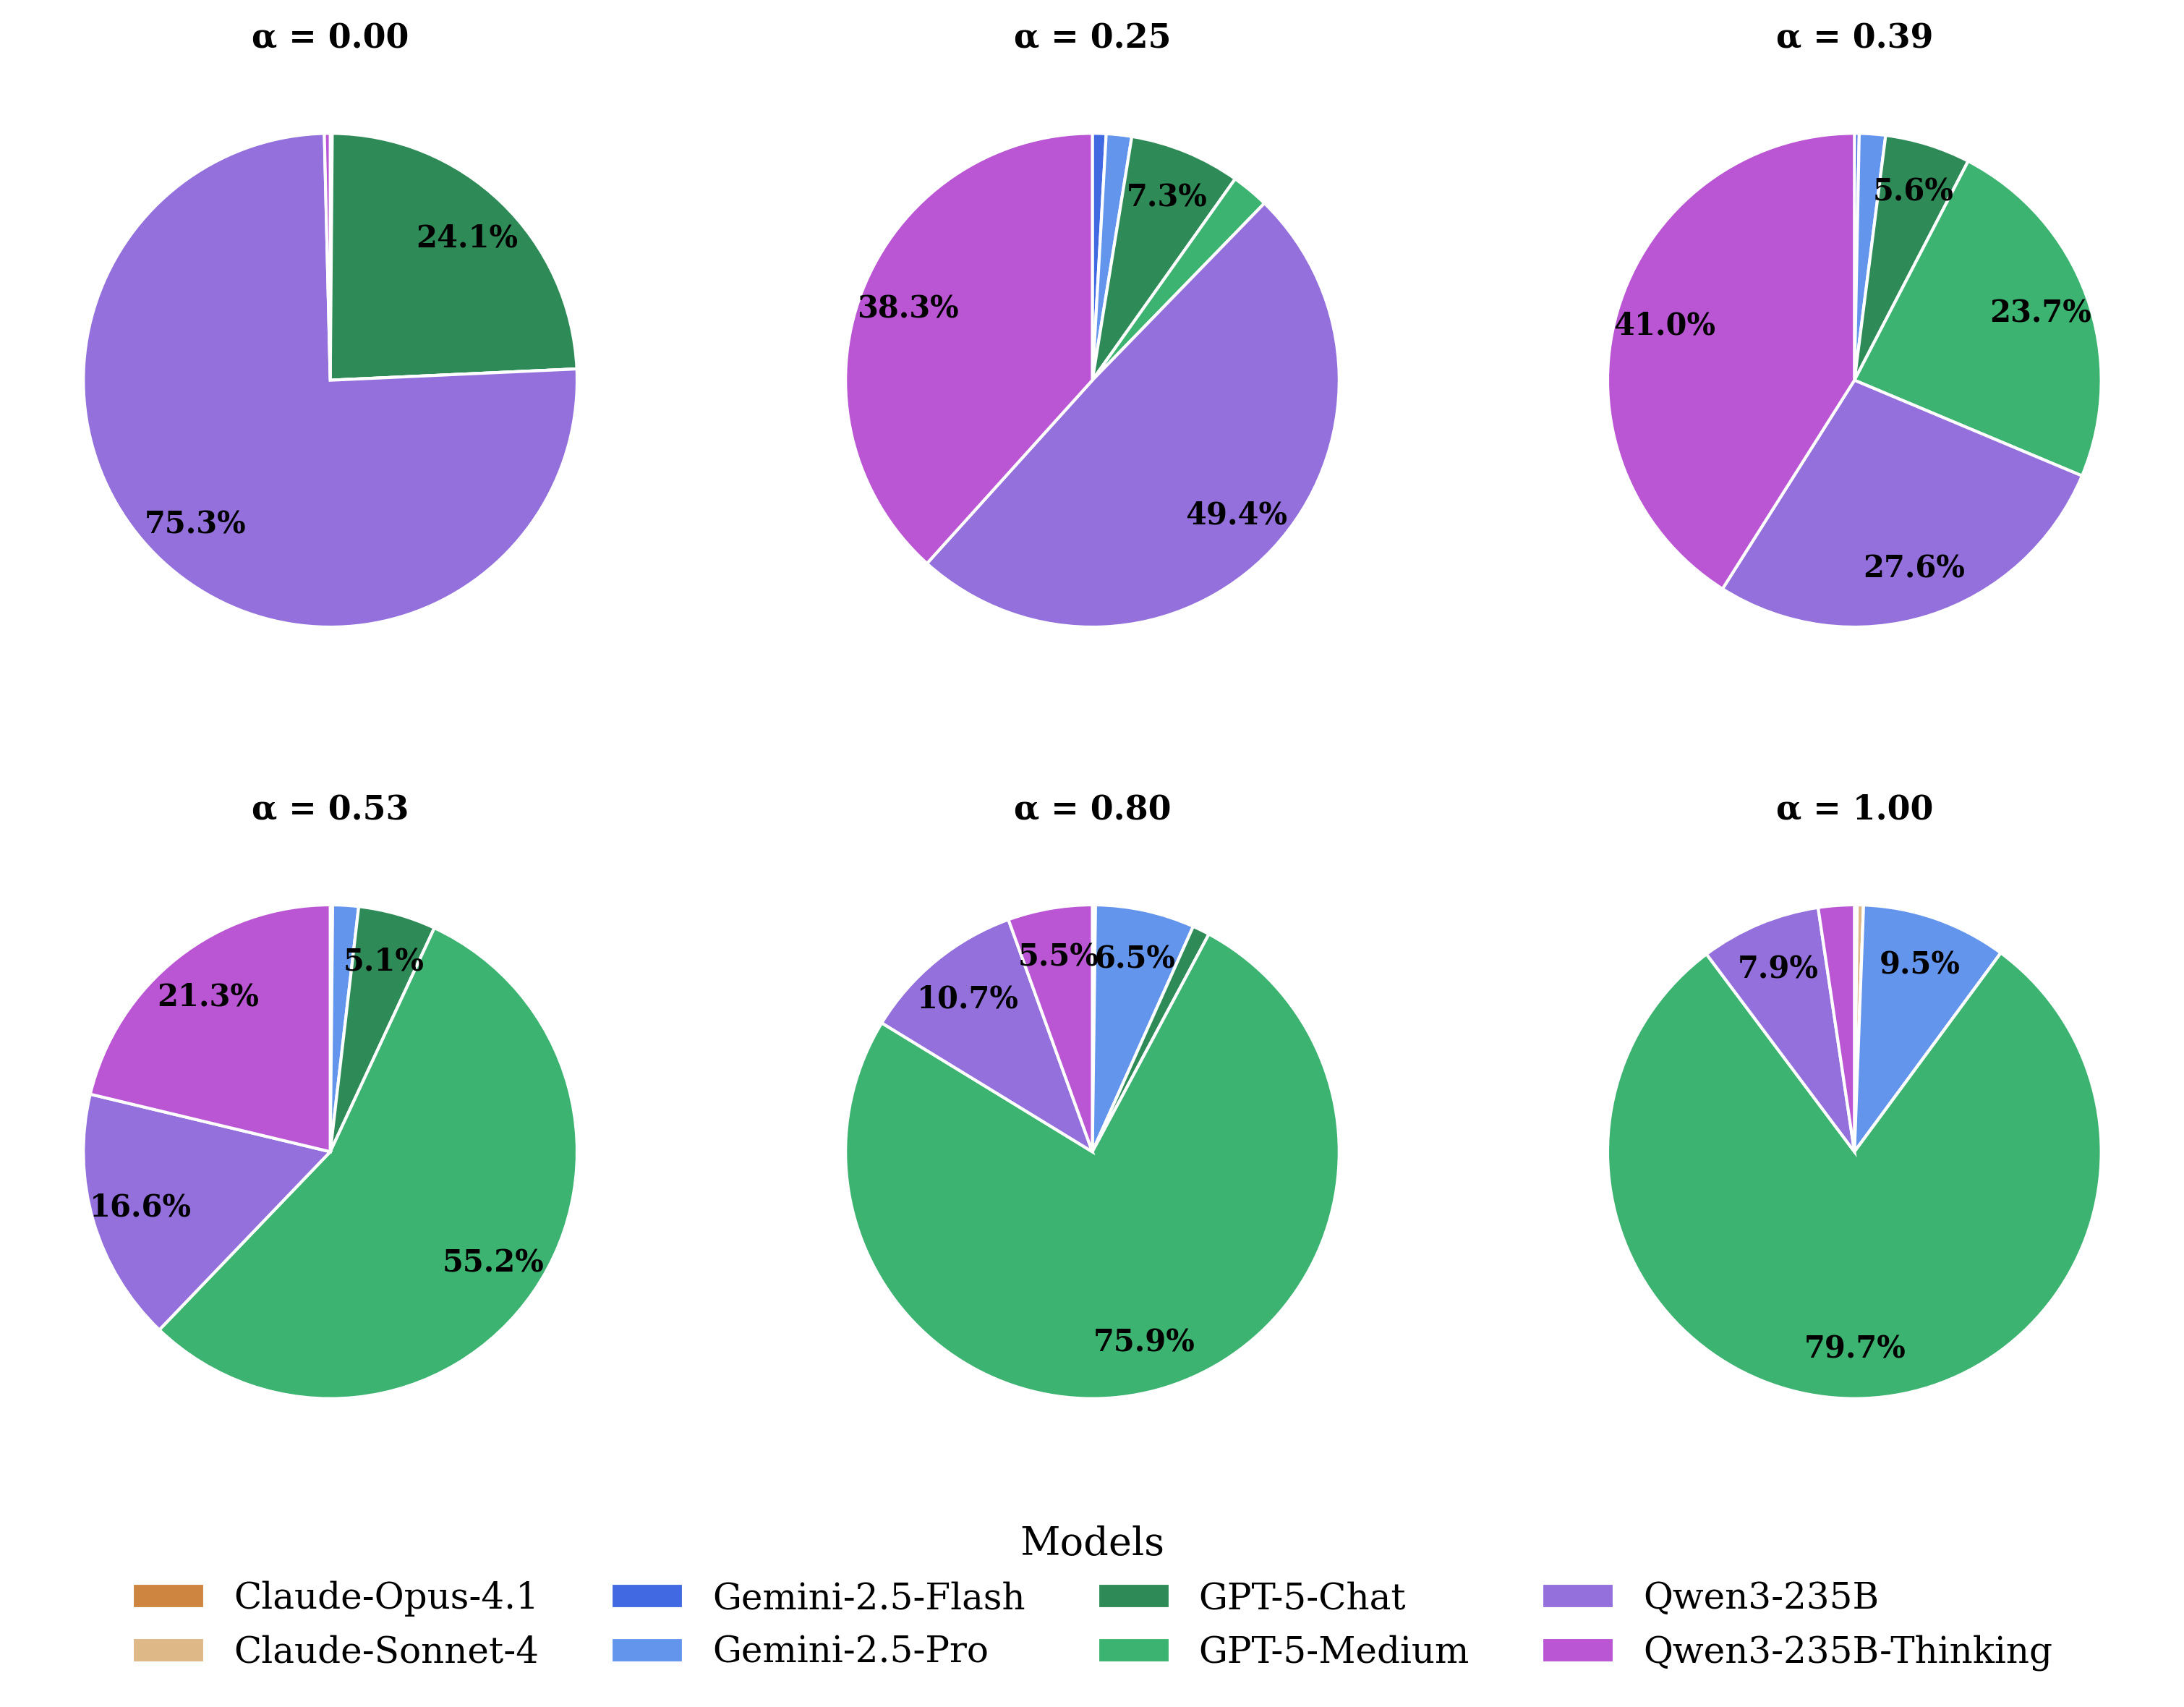 α = 0.00
α = 0.25
α = 0.39
24.1%
75.3%
7.3%
38.3%
49.4%
5.6%
23.7%
41.0%
27.6%
α = 0.53
α = 0.80
α = 1.00
5.1%
21.3%
16.6%
55.2%
5.5%
6.5%
10.7%
75.9%
9.5%
7.9%
79.7%
Models
Claude-Opus-4.1
Gemini-2.5-Flash
GPT-5-Chat
Qwen3-235B
Claude-Sonnet-4
Gemini-2.5-Pro
GPT-5-Medium
Qwen3-235B-Thinking